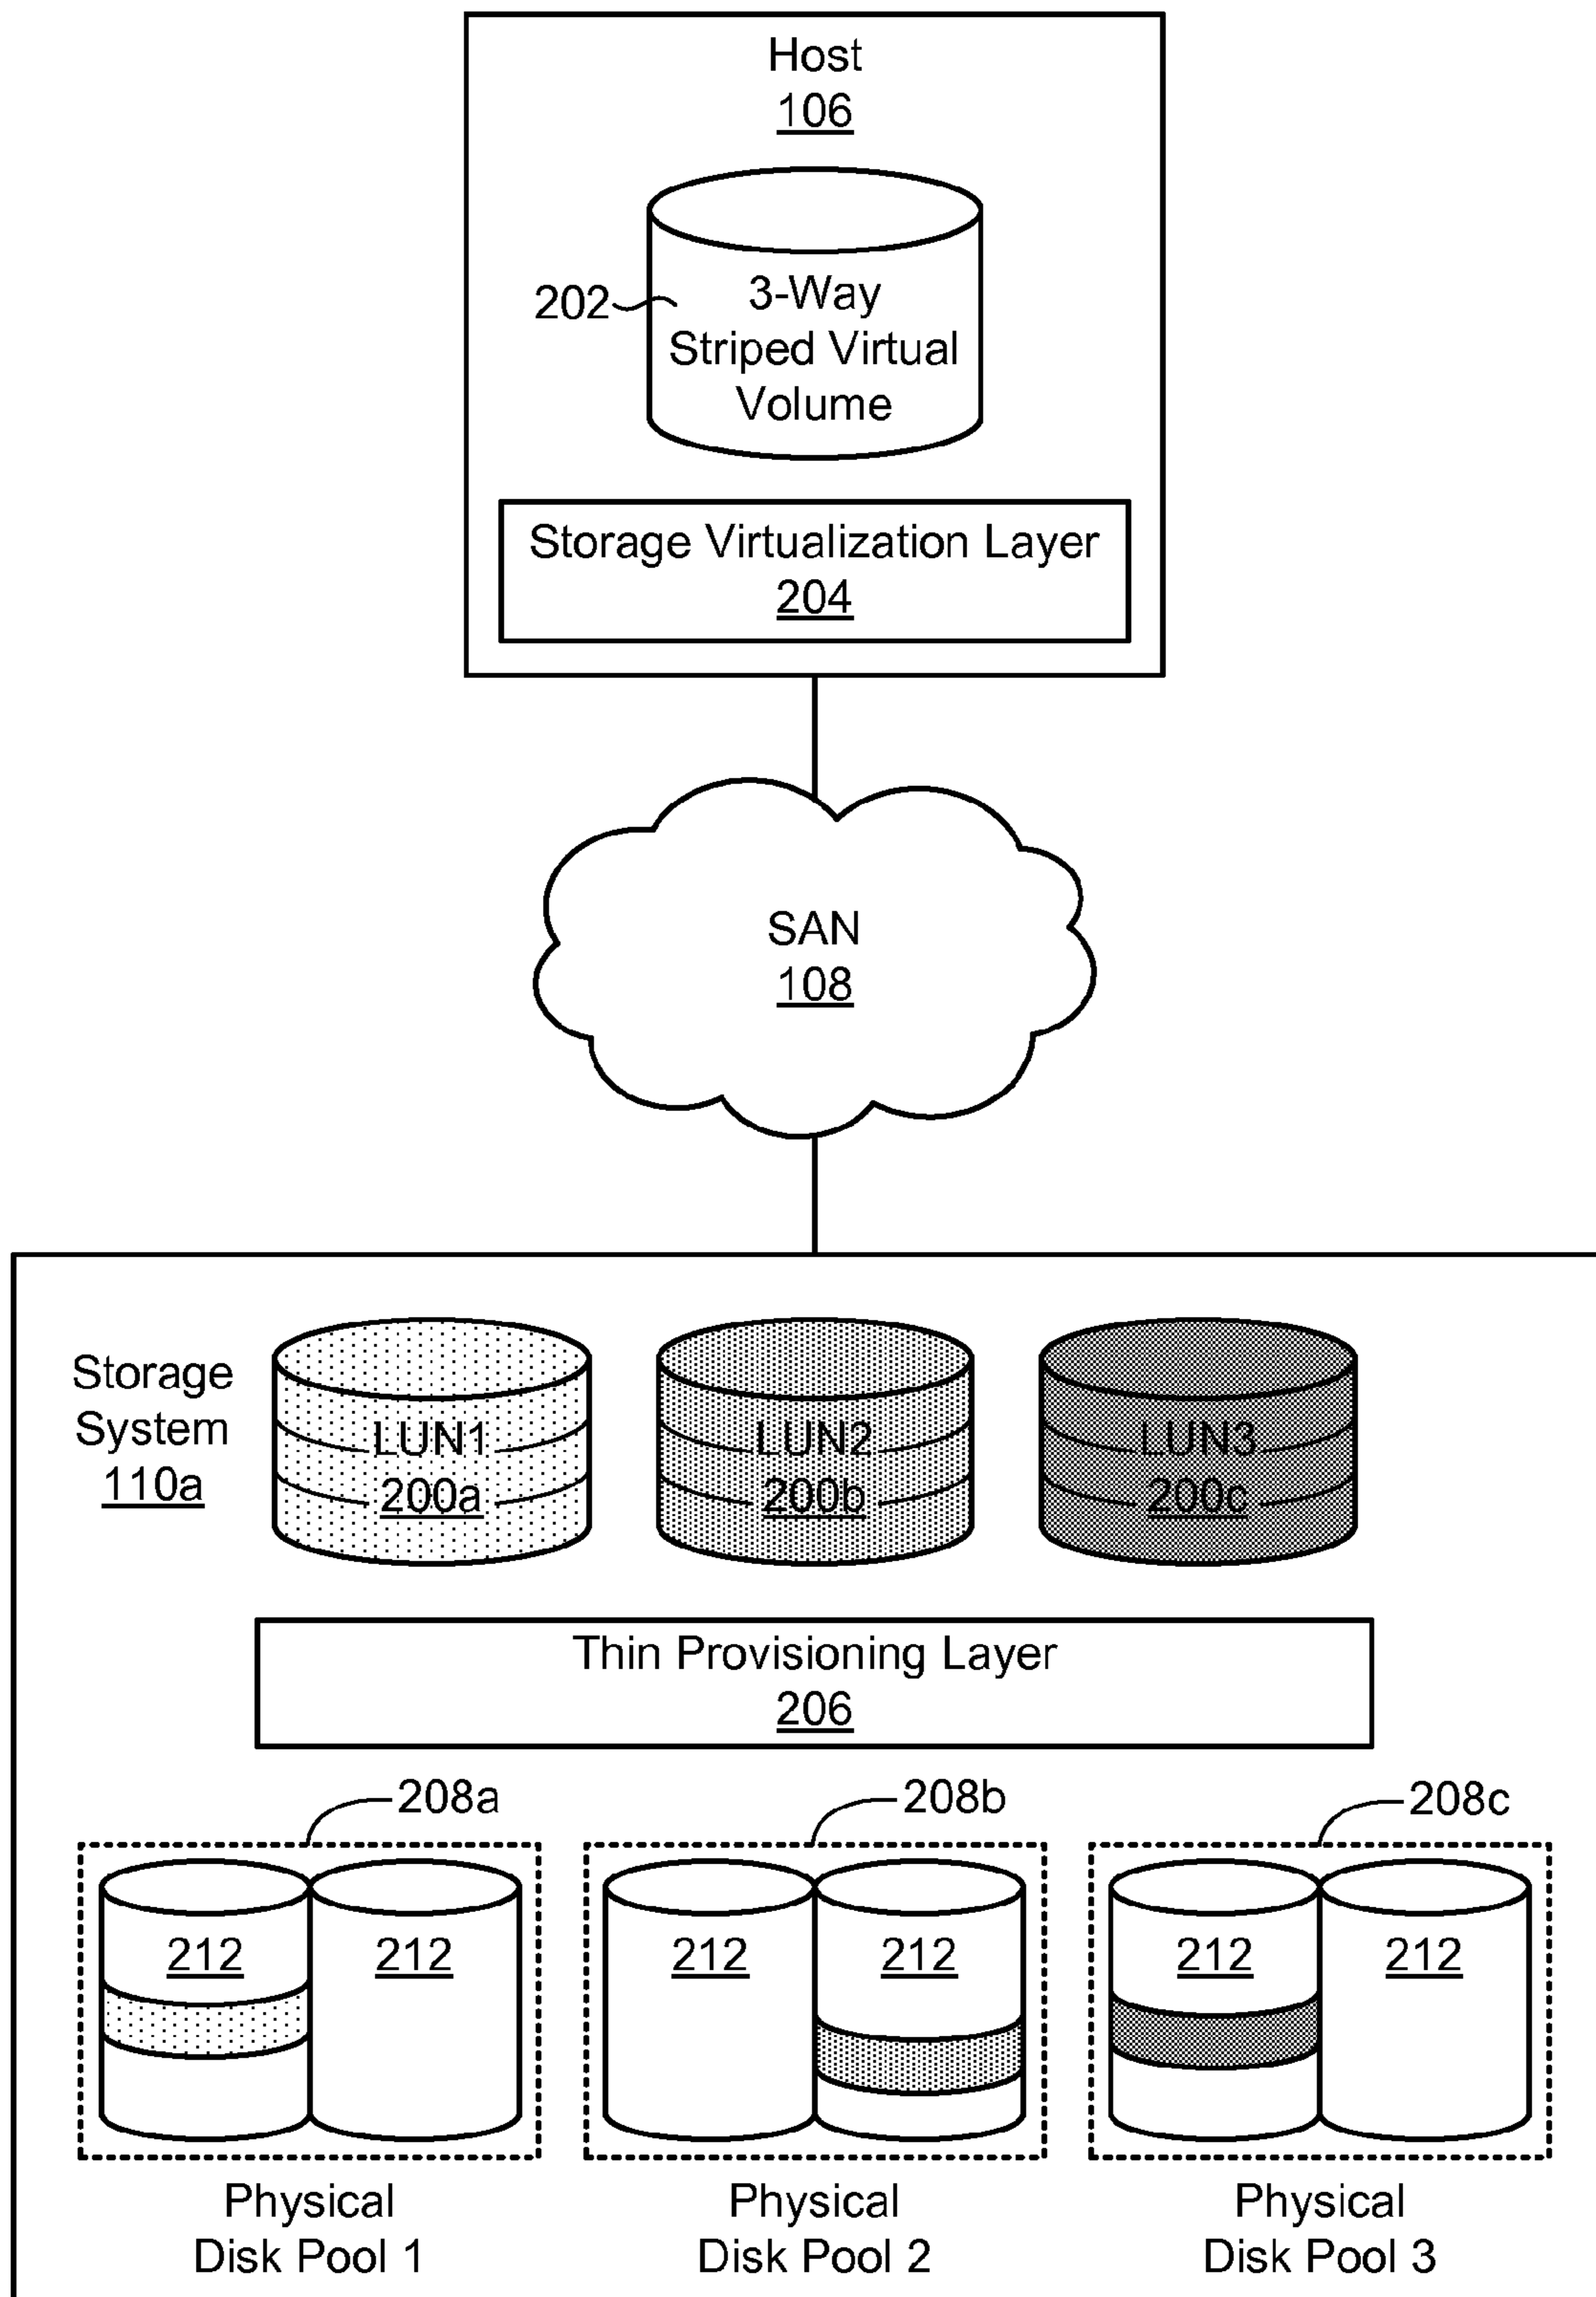 Host
106
202
3-Way
Striped Virtual
Volume
Storage Virtualization Layer
204
SAN
108
Storage
System
110a
LUN1
200a
LUN2
200b
LUN3
200c
Thin Provisioning Layer
206
208a
208b
208c
212
212
212
212
212
212
Physical
Disk Pool 1
Physical
Disk Pool 2
Physical
Disk Pool 3